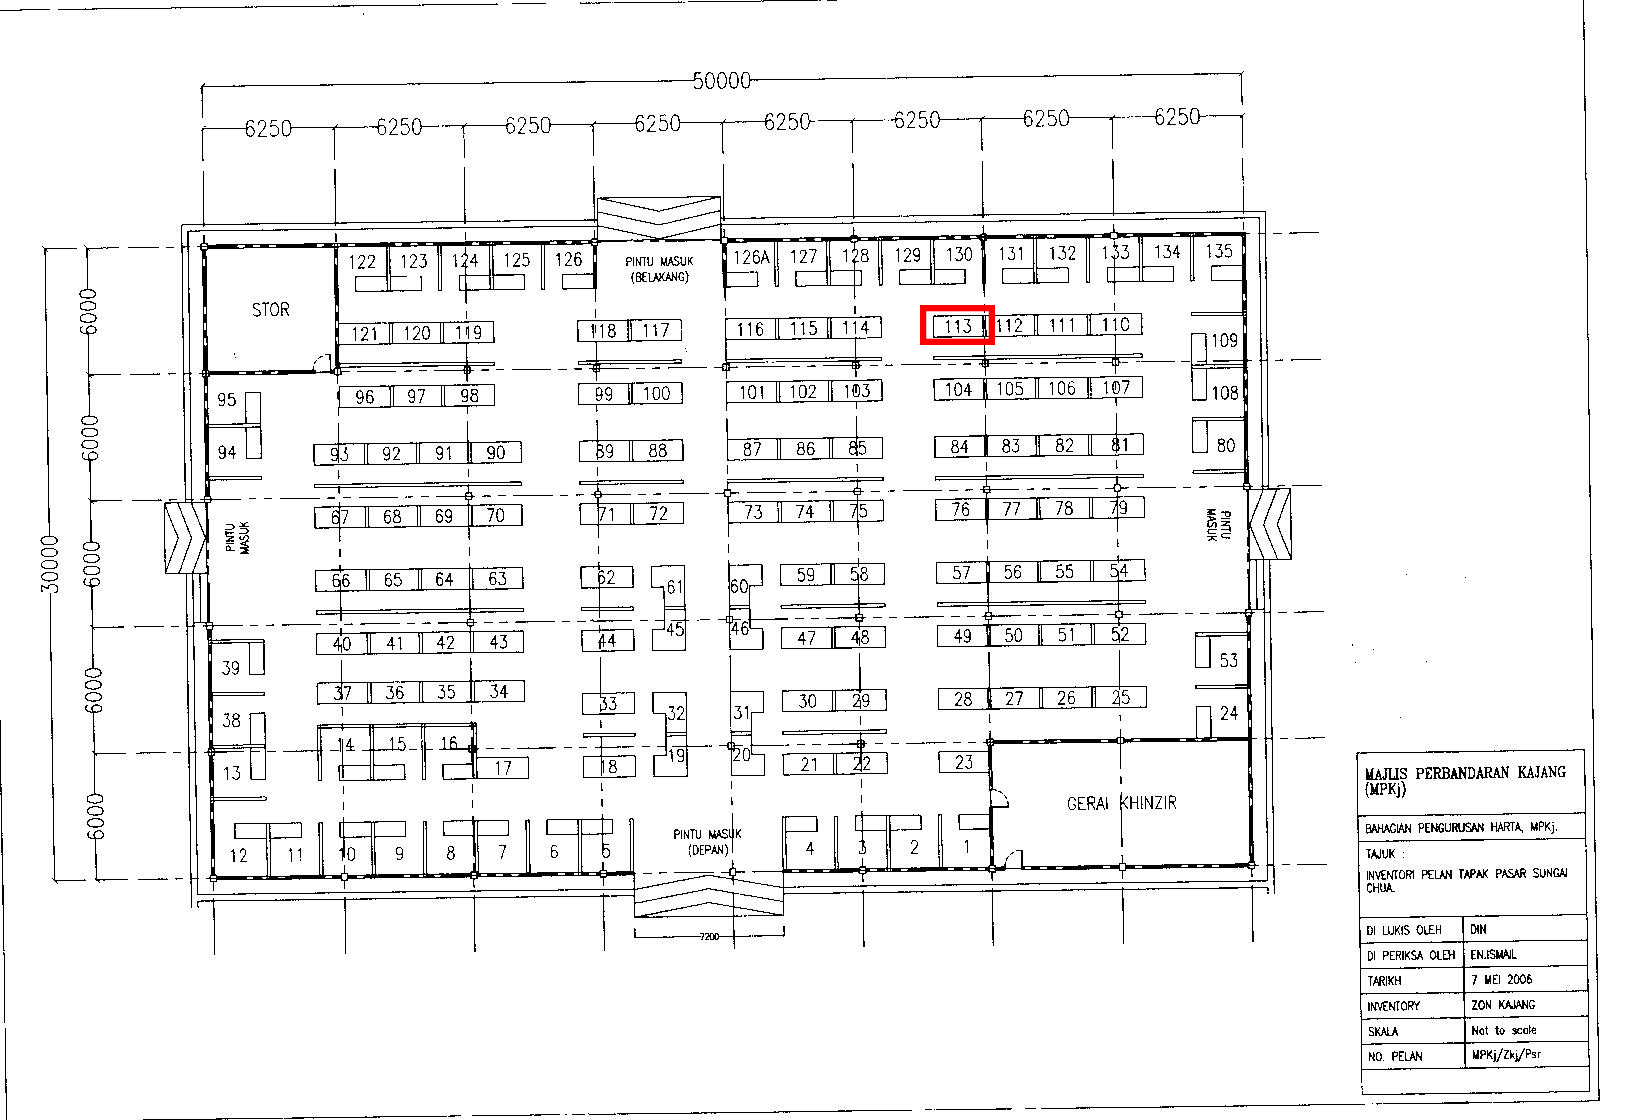 50000
6250 6250 6250 6250 6250 6250 6250 6250
122 123 124 125 126 PINTU MASUK (BELAKANG) 126A 127 128 129 130 131 132 133 134 135
STOR
121 120 119 118 117 116 115 114 113 112 111 110
109
96 97 98 99 100 101 102 103 104 105 106 107
95
108
94
93 92 91 90 89 88 87 86 85 84 83 82 81 80
67 68 69 70 71 72 73 74 75 76 77 78 79
PINTU MASUK
PINTU MASUK
66 65 64 63 62 61 60 59 58 57 56 55 54
40 41 42 43 44 45 46 47 48 49 50 51 52
39
53
37 36 35 34 33 32 31 30 29 28 27 26 25
38
24
14 15 16
13
17 18 19 20 21 22 23
GERAI KHINZIR
PINTU MASUK
(DEPAN)
12 11 10 9 8 7 6 5 4 3 2 1
7200
30000
6000
6000
6000
6000
6000
MAJLIS PERBANDARAN KAJANG
(MPKj)
BAHAGIAN PENGURUSAN HARTA, MPKj.
TAJUK :
INVENTORI PELAN TAPAK PASAR SUNGAI
CHUA.
DI LUKIS OLEH DIN
DI PERIKSA OLEH EN.ISMAIL
TARIKH 7 MEI 2006
INVENTORY ZON KAJANG
SKALA Not to scale
NO. PELAN MPKj/Zkj/Psr